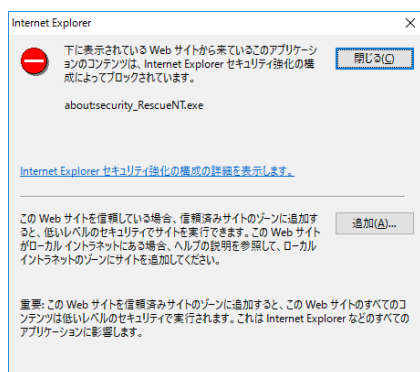 Internet Explorer
下に表示されている Web サイトから来ているこのアプリケーシ
ョンのコンテンツは、Internet Explorer セキュリティ強化の構
成によってブロックされています。
閉じる(C)
about:security_RescueNT.exe
Internet Explorer セキュリティ強化の構成の詳細を表示します。
この Web サイトを信頼している場合、信頼済みサイトのゾーンに追加す
ると、低いレベルのセキュリティでサイトを実行できます。この Web サイト
がローカル イントラネットにある場合、ヘルプの説明を参照して、ローカル
イントラネットのゾーンにサイトを追加してください。
追加(A)...
重要: この Web サイトを信頼済みサイトのゾーンに追加すると、この Web サイトのすべてのコ
ンテンツは低いレベルのセキュリティで実行されます。これは Internet Explorer などのすべての
アプリケーションに影響します。